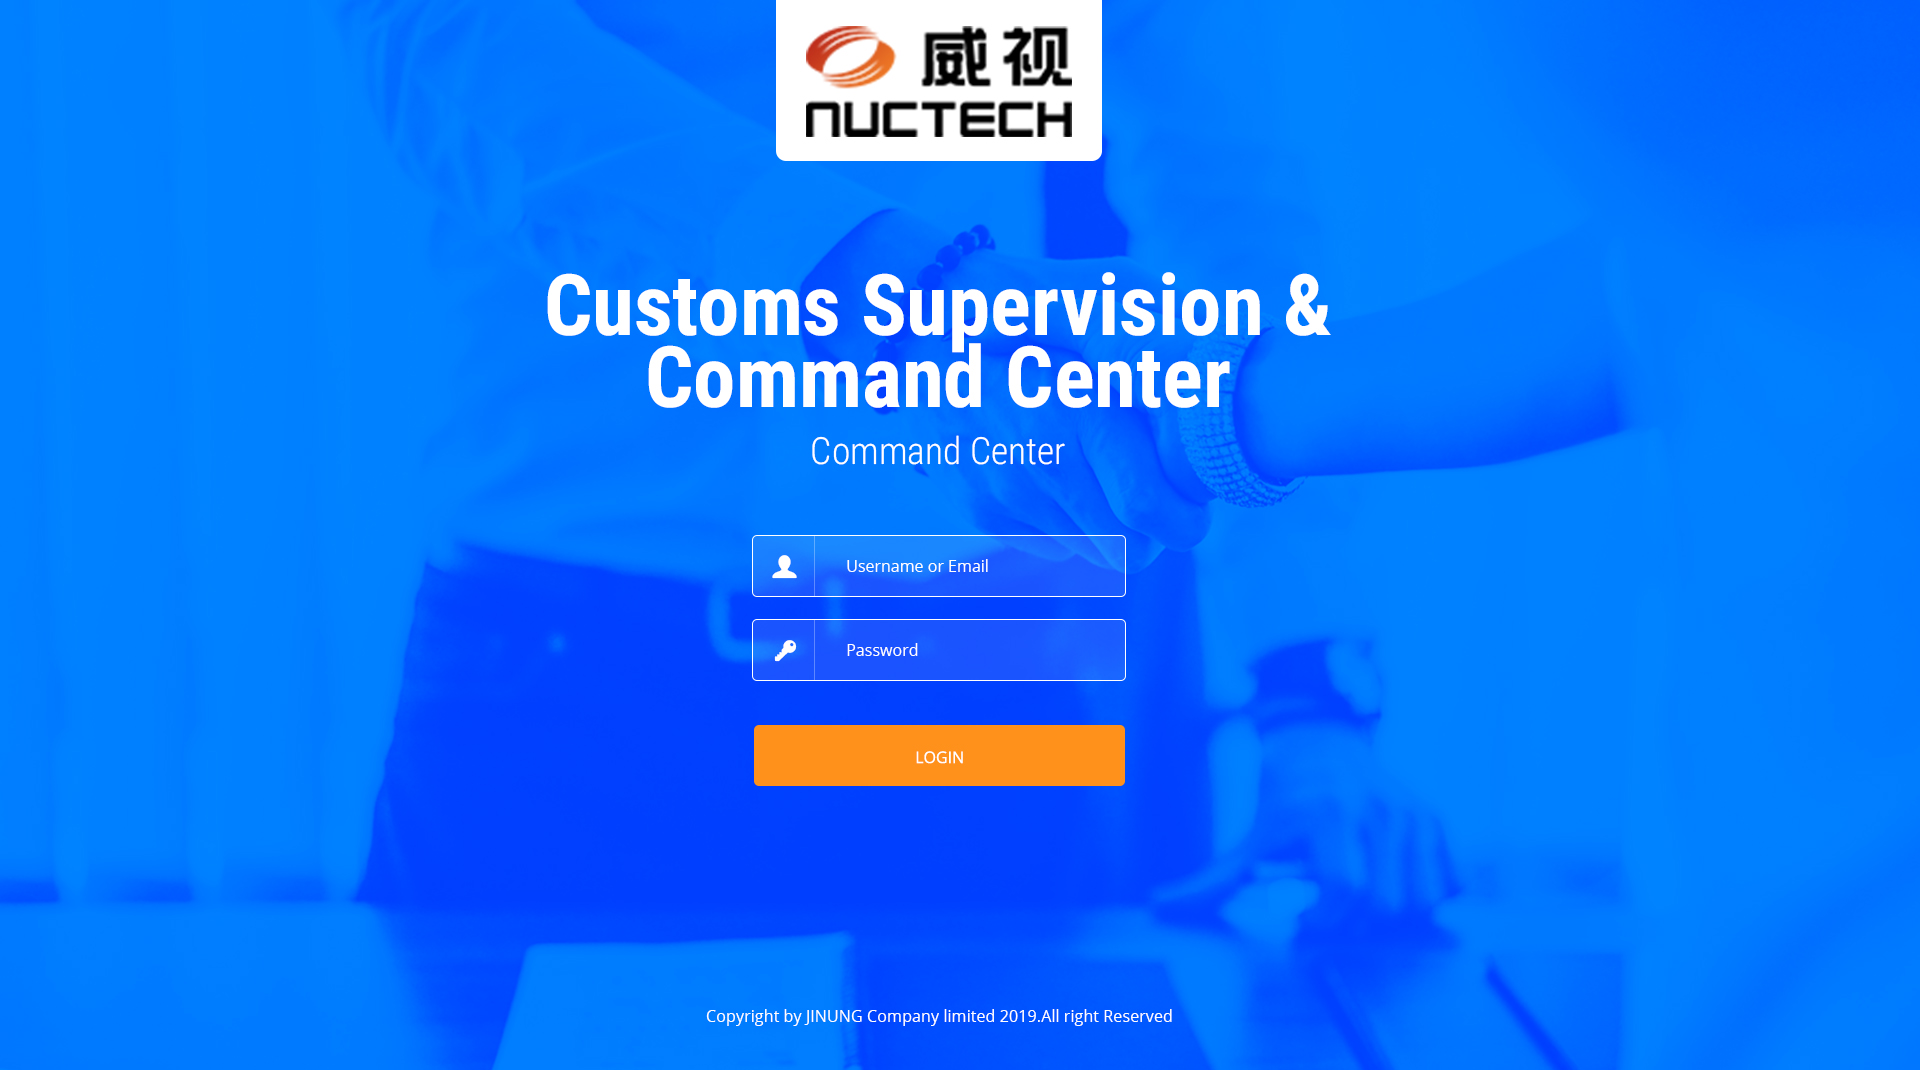 威视
NUCTECH
Customs Supervision &
Command Center
Command Center
Username or Email
Password
LOGIN
Copyright by JINUNG Company limited 2019.All right Reserved